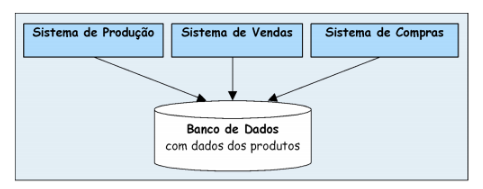 Sistema de Produção
Sistema de Vendas
Sistema de Compras
Banco de Dados
com dados dos produtos